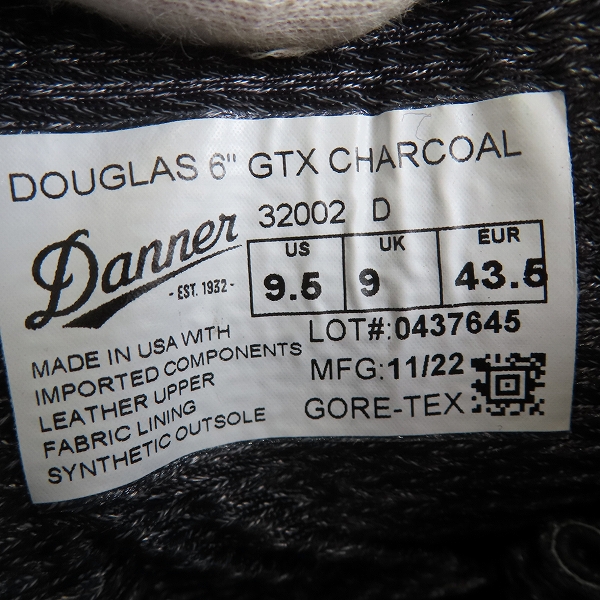 DOUGLAS 6" GTX CHARCOAL
32002 D
Danner
- EST. 1932 -
US UK EUR
9.5 9 43.5
LOT#:0437645
MFG:11/22
GORE-TEX
MADE IN USA WITH
IMPORTED COMPONENTS
LEATHER UPPER
FABRIC LINING
SYNTHETIC OUTSOLE